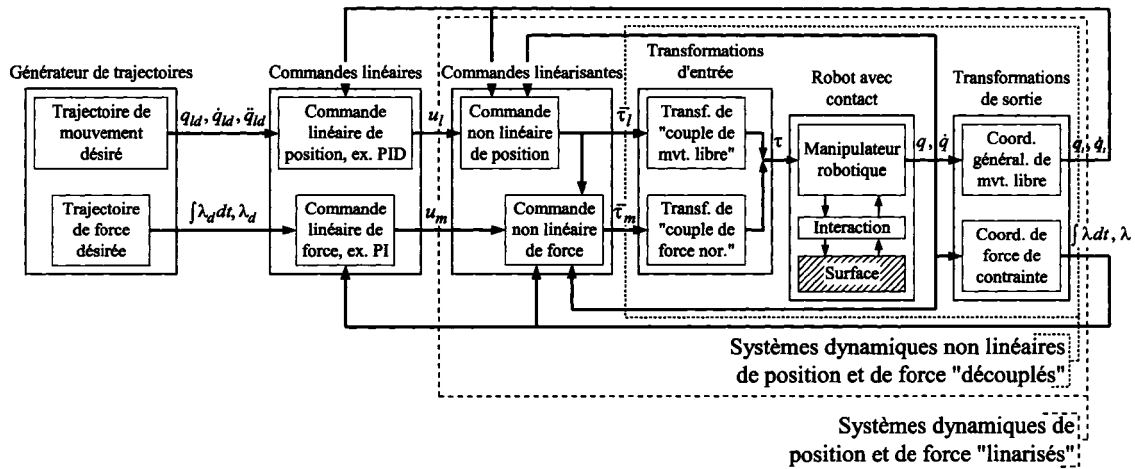 Générateur de trajectoires
Trajectoire de
mouvement
désiré
Trajectoire
de force
désirée
q_ld, q̇_ld, q̈_ld
∫λ_d dt, λ_d
Commandes linéaires
Commande
linéaire de
position, ex. PID
Commande
linéaire de
force, ex. PI
u_l
u_m
Commandes linéarisantes
Commande
non linéaire
de position
Commande
non linéaire
de force
τ̅_l
τ̅_m
Transformations
d'entrée
Transf. de
"couple de
mvt. libre"
Transf. de
"couple de
force nor."
τ
Robot avec
contact
Manipulateur
robotique
Interaction
Surface
q, q̇
Transformations
de sortie
Coord.
général. de
mvt. libre
Coord. de
force de
contrainte
q_l, q̇_l
∫λdt, λ
Systèmes dynamiques non linéaires
de position et de force "découplés"
Systèmes dynamiques de
position et de force "linarisés"